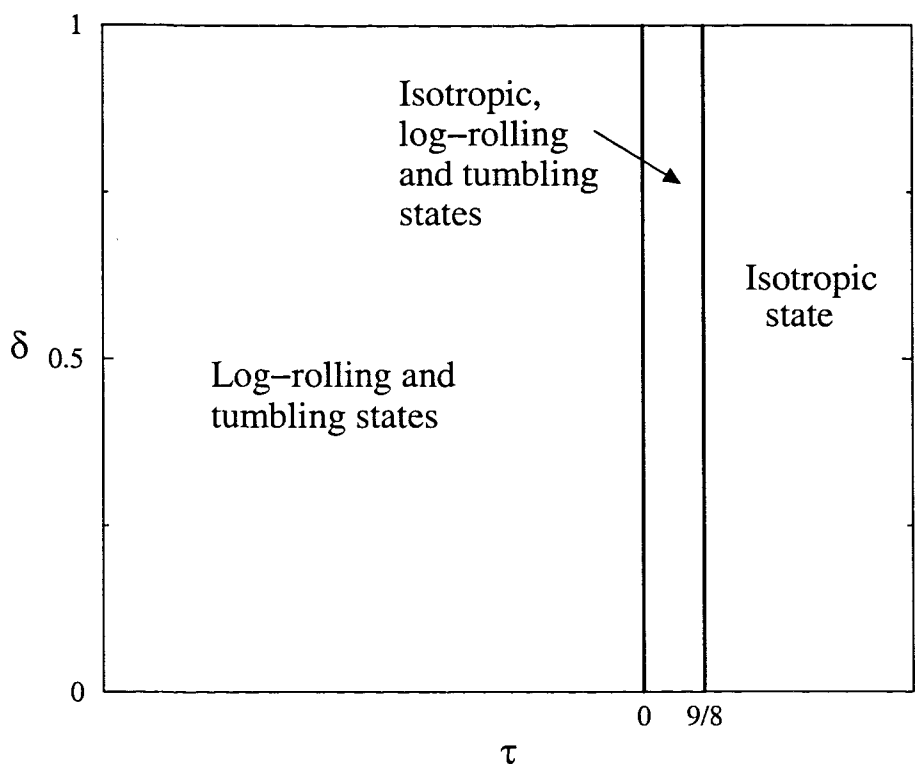 1
Isotropic,
log–rolling
and tumbling
states
Isotropic
state
δ
0.5
Log–rolling and
tumbling states
0
0
9/8
τ